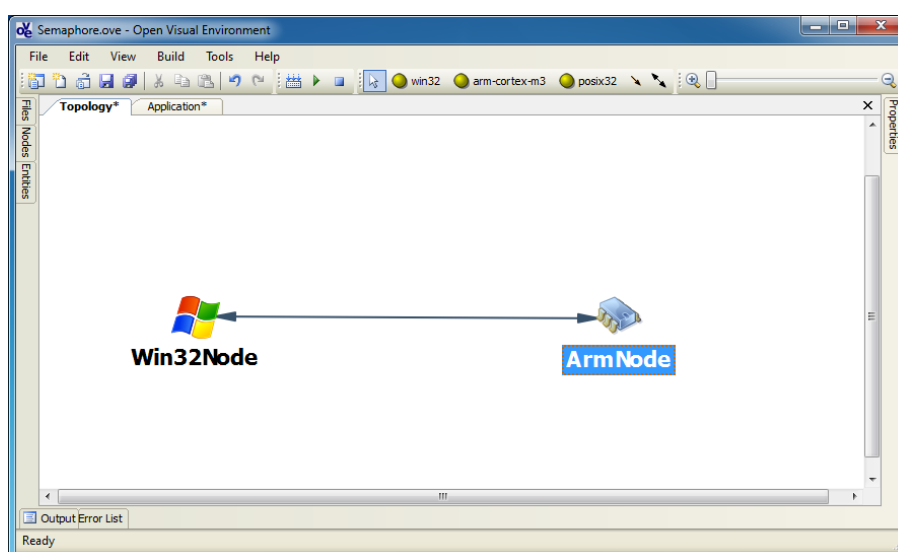 Semaphore.ove - Open Visual Environment
File Edit View Build Tools Help
win32 arm-cortex-m3 posix32
Topology* Application*
Files
Nodes
Entities
Properties
Win32Node
ArmNode
Output Error List
Ready